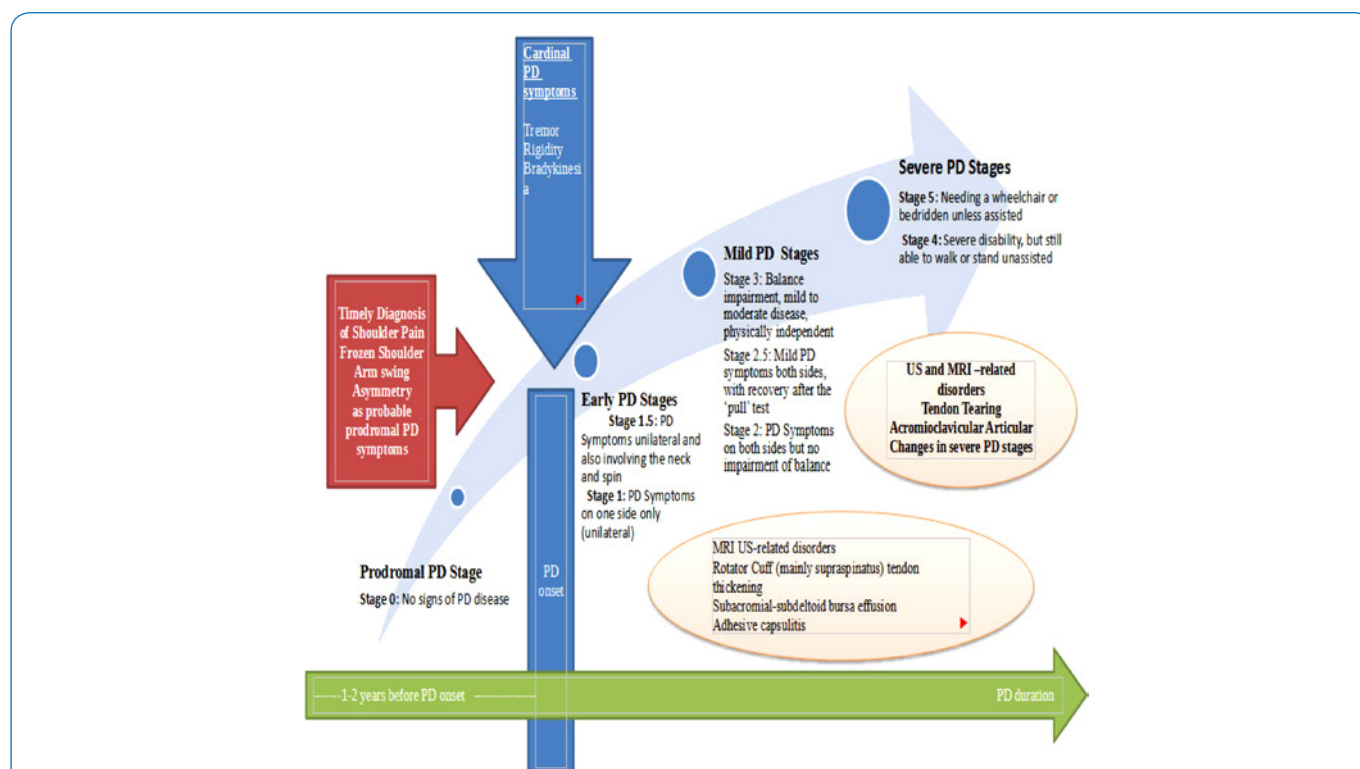 Cardinal
PD
symptoms
Tremor
Rigidity
Bradykinesi
a
Severe PD Stages
Stage 5: Needing a wheelchair or
bedridden unless assisted
Stage 4: Severe disability, but still
able to walk or stand unassisted
Mild PD Stages
Stage 3: Balance
impairment, mild to
moderate disease,
physically independent
Stage 2.5: Mild PD
symptoms both sides,
with recovery after the
'pull' test
Stage 2: PD Symptoms
on both sides but no
impairment of balance
Timely Diagnosis
of Shoulder Pain
Frozen Shoulder
Arm swing
Asymmetry
as probable
prodromal PD
symptoms
US and MRI –related
disorders
Tendon Tearing
Acromioclavicular Articular
Changes in severe PD stages
Early PD Stages
Stage 1.5: PD
Symptoms unilateral and
also involving the neck
and spin
Stage 1: PD Symptoms
on one side only
(unilateral)
Prodromal PD Stage
Stage 0: No signs of PD disease
PD
onset
MRI US-related disorders
Rotator Cuff (mainly supraspinatus) tendon
thickening
Subacromial-subdeltoid bursa effusion
Adhesive capsulitis
--------1-2 years before PD onset ------------------
PD duration